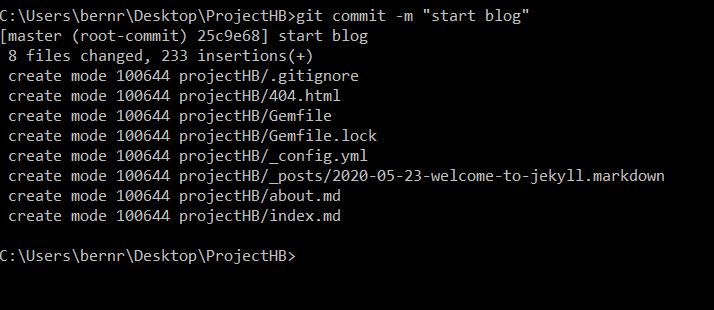 C:\Users\bernr\Desktop\ProjectHB>git commit -m "start blog"
[master (root-commit) 25c9e68] start blog
 8 files changed, 233 insertions(+)
 create mode 100644 projectHB/.gitignore
 create mode 100644 projectHB/404.html
 create mode 100644 projectHB/Gemfile
 create mode 100644 projectHB/Gemfile.lock
 create mode 100644 projectHB/_config.yml
 create mode 100644 projectHB/_posts/2020-05-23-welcome-to-jekyll.markdown
 create mode 100644 projectHB/about.md
 create mode 100644 projectHB/index.md
C:\Users\bernr\Desktop\ProjectHB>